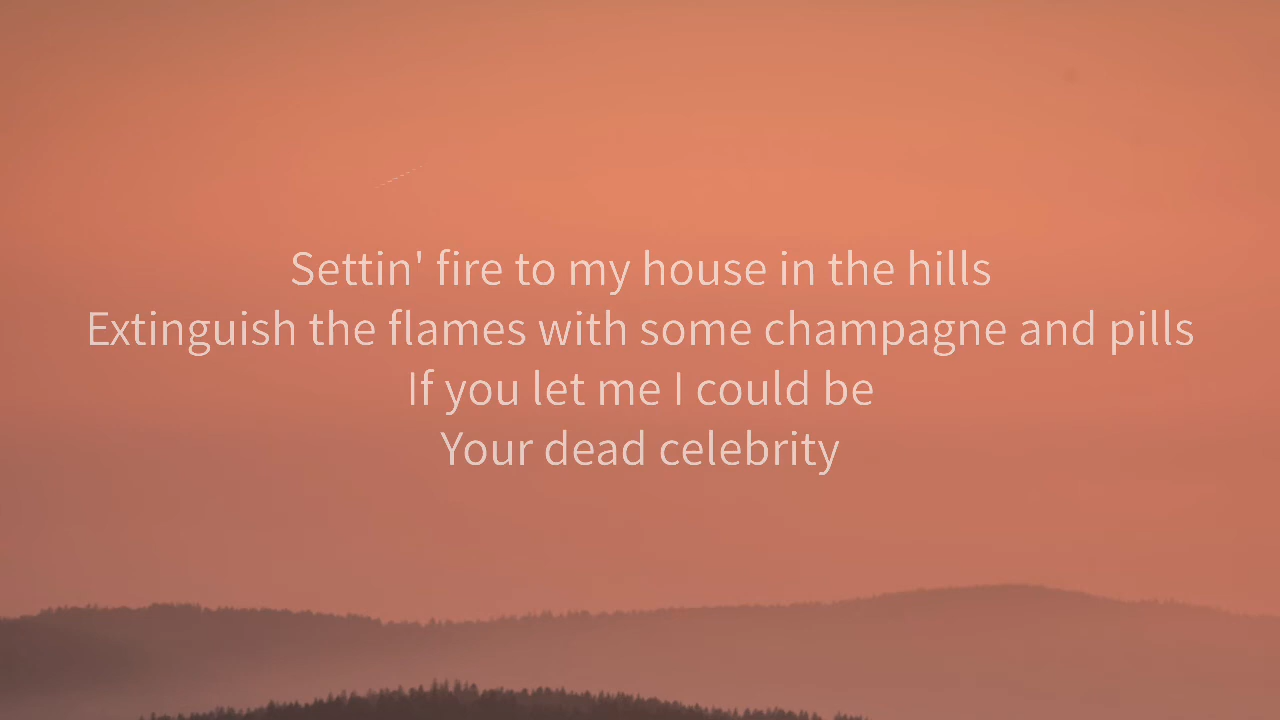 Settin' fire to my house in the hills
Extinguish the flames with some champagne and pills
If you let me I could be
Your dead celebrity